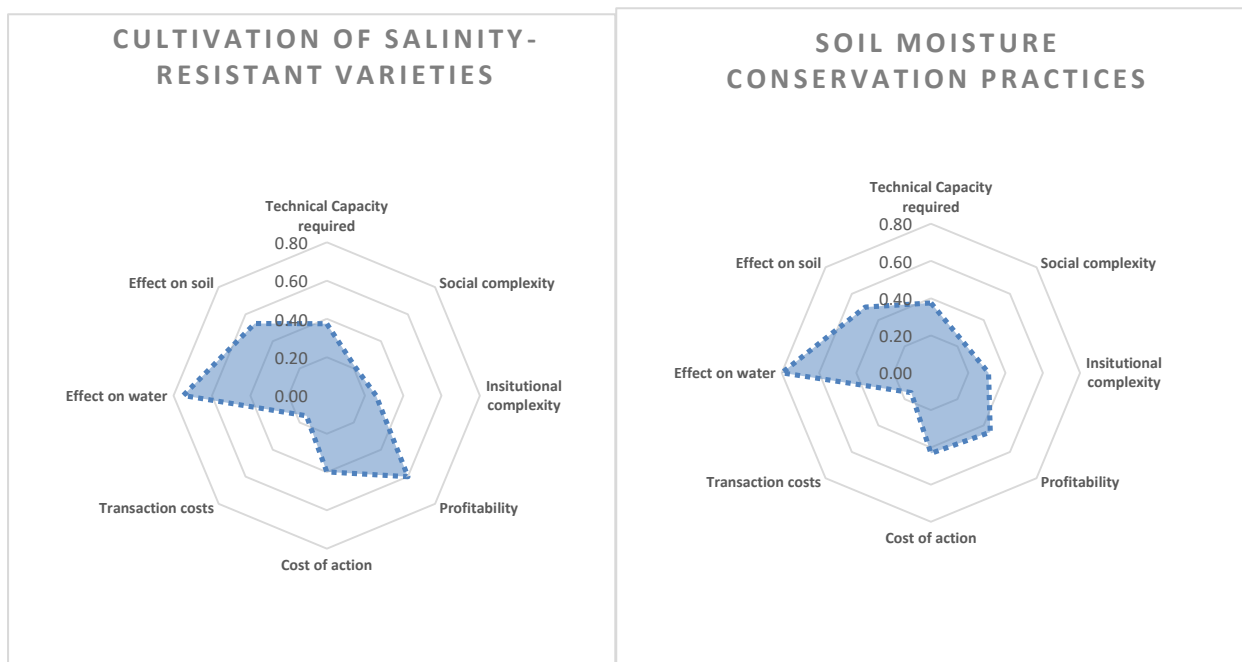 CULTIVATION OF SALINITY-
RESISTANT VARIETIES
Technical Capacity
required
0.80
0.60
0.40
0.20
0.00
Social complexity
Insitutional
complexity
Profitability
Cost of action
Transaction costs
Effect on water
Effect on soil
SOIL MOISTURE
CONSERVATION PRACTICES
Technical Capacity
required
0.80
0.60
0.40
0.20
0.00
Social complexity
Insitutional
complexity
Profitability
Cost of action
Transaction costs
Effect on water
Effect on soil